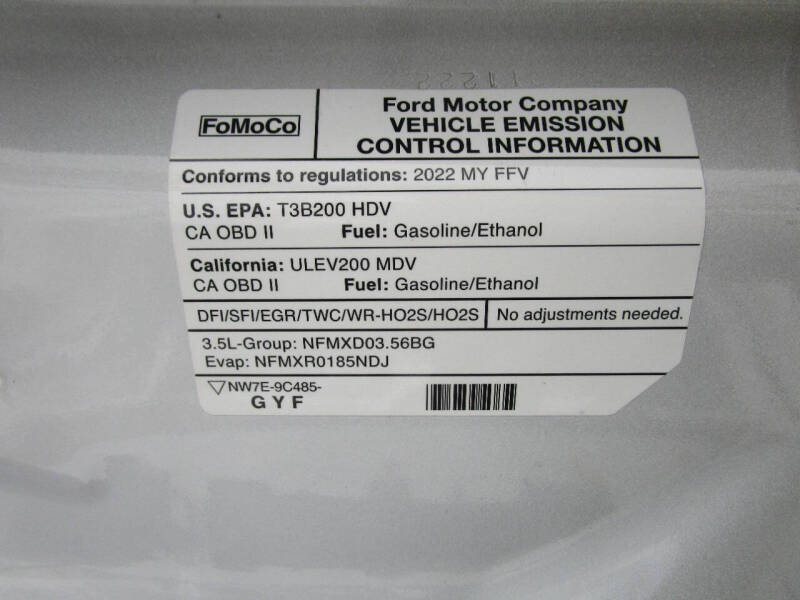 FoMoCo
Ford Motor Company
VEHICLE EMISSION
CONTROL INFORMATION
Conforms to regulations: 2022 MY FFV
U.S. EPA: T3B200 HDV
CA OBD II Fuel: Gasoline/Ethanol
California: ULEV200 MDV
CA OBD II Fuel: Gasoline/Ethanol
DFI/SFI/EGR/TWC/WR-HO2S/HO2S No adjustments needed.
3.5L-Group: NFMXD03.56BG
Evap: NFMXR0185NDJ
NW7E-9C485-
G Y F